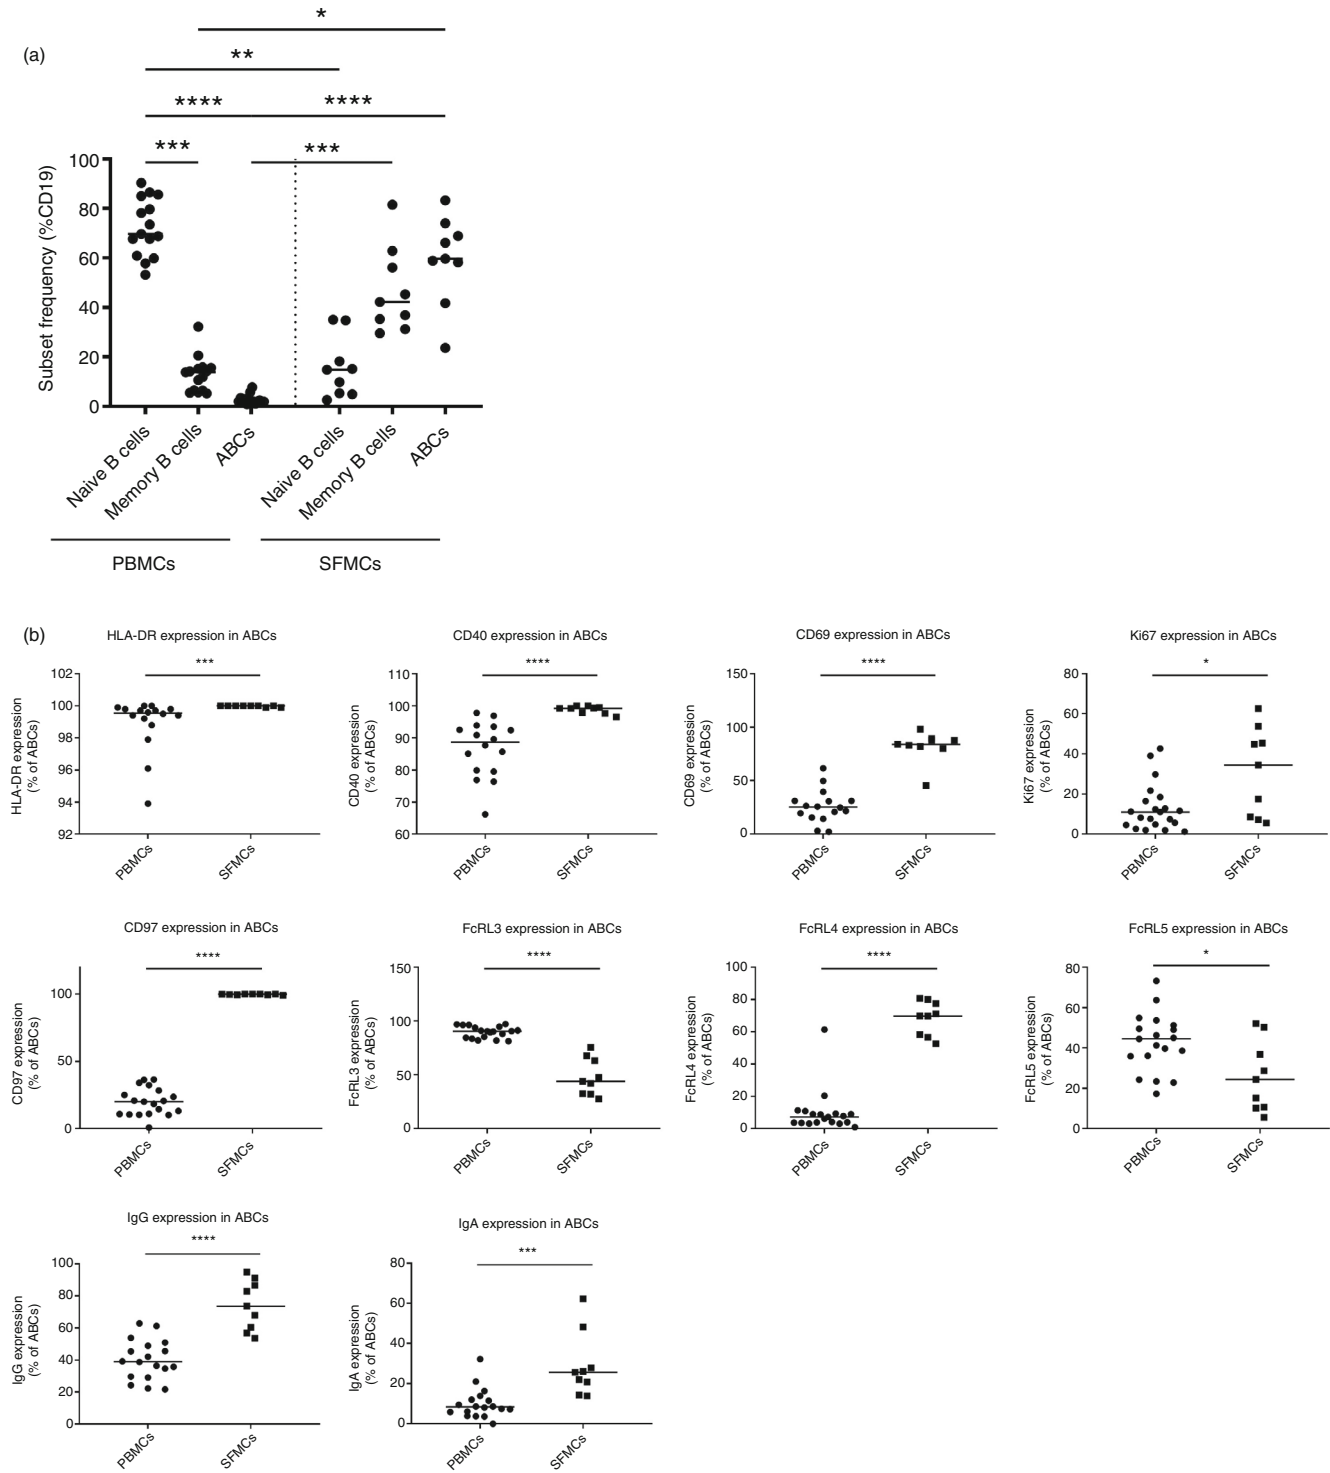 (a)
*
**
**** ****
*** ***
Subset frequency (%CD19)
100
80
60
40
20
0
Naive B cells Memory B cells ABCs Naive B cells Memory B cells ABCs
PBMCs SFMCs
(b)
HLA-DR expression in ABCs
***
HLA-DR expression
(% of ABCs)
102
100
98
96
94
92
PBMCs SFMCs
CD40 expression in ABCs
****
CD40 expression
(% of ABCs)
110
100
90
80
70
60
PBMCs SFMCs
CD69 expression in ABCs
****
CD69 expression
(% of ABCs)
150
100
50
0
PBMCs SFMCs
Ki67 expression in ABCs
*
Ki67 expression
(% of ABCs)
80
60
40
20
0
PBMCs SFMCs
CD97 expression in ABCs
****
CD97 expression
(% of ABCs)
100
50
0
PBMCs SFMCs
FcRL3 expression in ABCs
****
FcRL3 expression
(% of ABCs)
150
100
50
0
PBMCs SFMCs
FcRL4 expression in ABCs
****
FcRL4 expression
(% of ABCs)
100
80
60
40
20
0
PBMCs SFMCs
FcRL5 expression in ABCs
*
FcRL5 expression
(% of ABCs)
80
60
40
20
0
PBMCs SFMCs
IgG expression in ABCs
****
IgG expression
(% of ABCs)
100
80
60
40
20
0
PBMCs SFMCs
IgA expression in ABCs
***
IgA expression
(% of ABCs)
80
60
40
20
0
PBMCs SFMCs